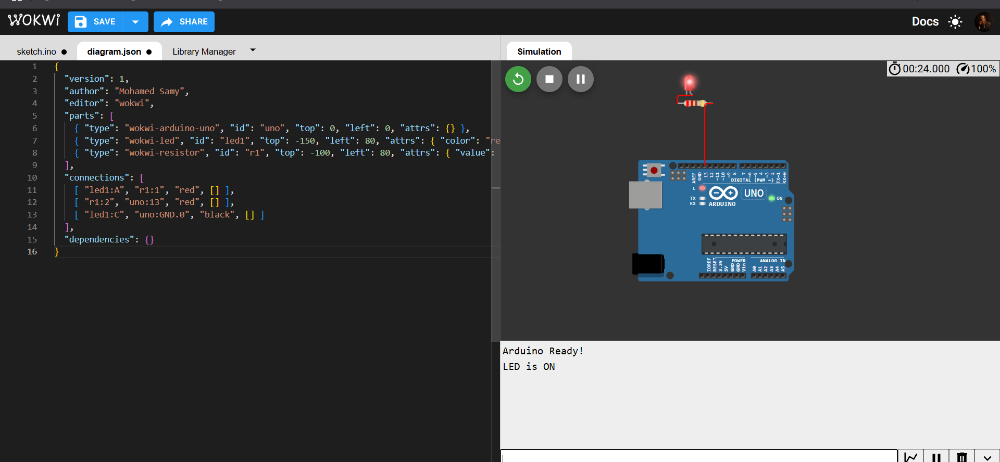 WOKWi SAVE SHARE Docs
sketch.ino diagram.json Library Manager
Simulation
00:24.000 100%
1 {
2 "version": 1,
3 "author": "Mohamed Samy",
4 "editor": "wokwi",
5 "parts": [
6 { "type": "wokwi-arduino-uno", "id": "uno", "top": 0, "left": 0, "attrs": {} },
7 { "type": "wokwi-led", "id": "led1", "top": -150, "left": 80, "attrs": { "color": "re
8 { "type": "wokwi-resistor", "id": "r1", "top": -100, "left": 80, "attrs": { "value":
9 ],
10 "connections": [
11 [ "led1:A", "r1:1", "red", [] ],
12 [ "r1:2", "uno:13", "red", [] ],
13 [ "led1:C", "uno:GND.0", "black", [] ]
14 ],
15 "dependencies": {}
16 }
AREF GND 13 12 ~11 ~10 ~9 8 7 ~6 ~5 4 ~3 2 TX→1 RX←0
DIGITAL (PWM ~)
L
UNO
TX ON
RX ARDUINO
IOREF RESET 3.3V 5V GND GND Vin A0 A1 A2 A3 A4 A5
POWER ANALOG IN
Arduino Ready!
LED is ON